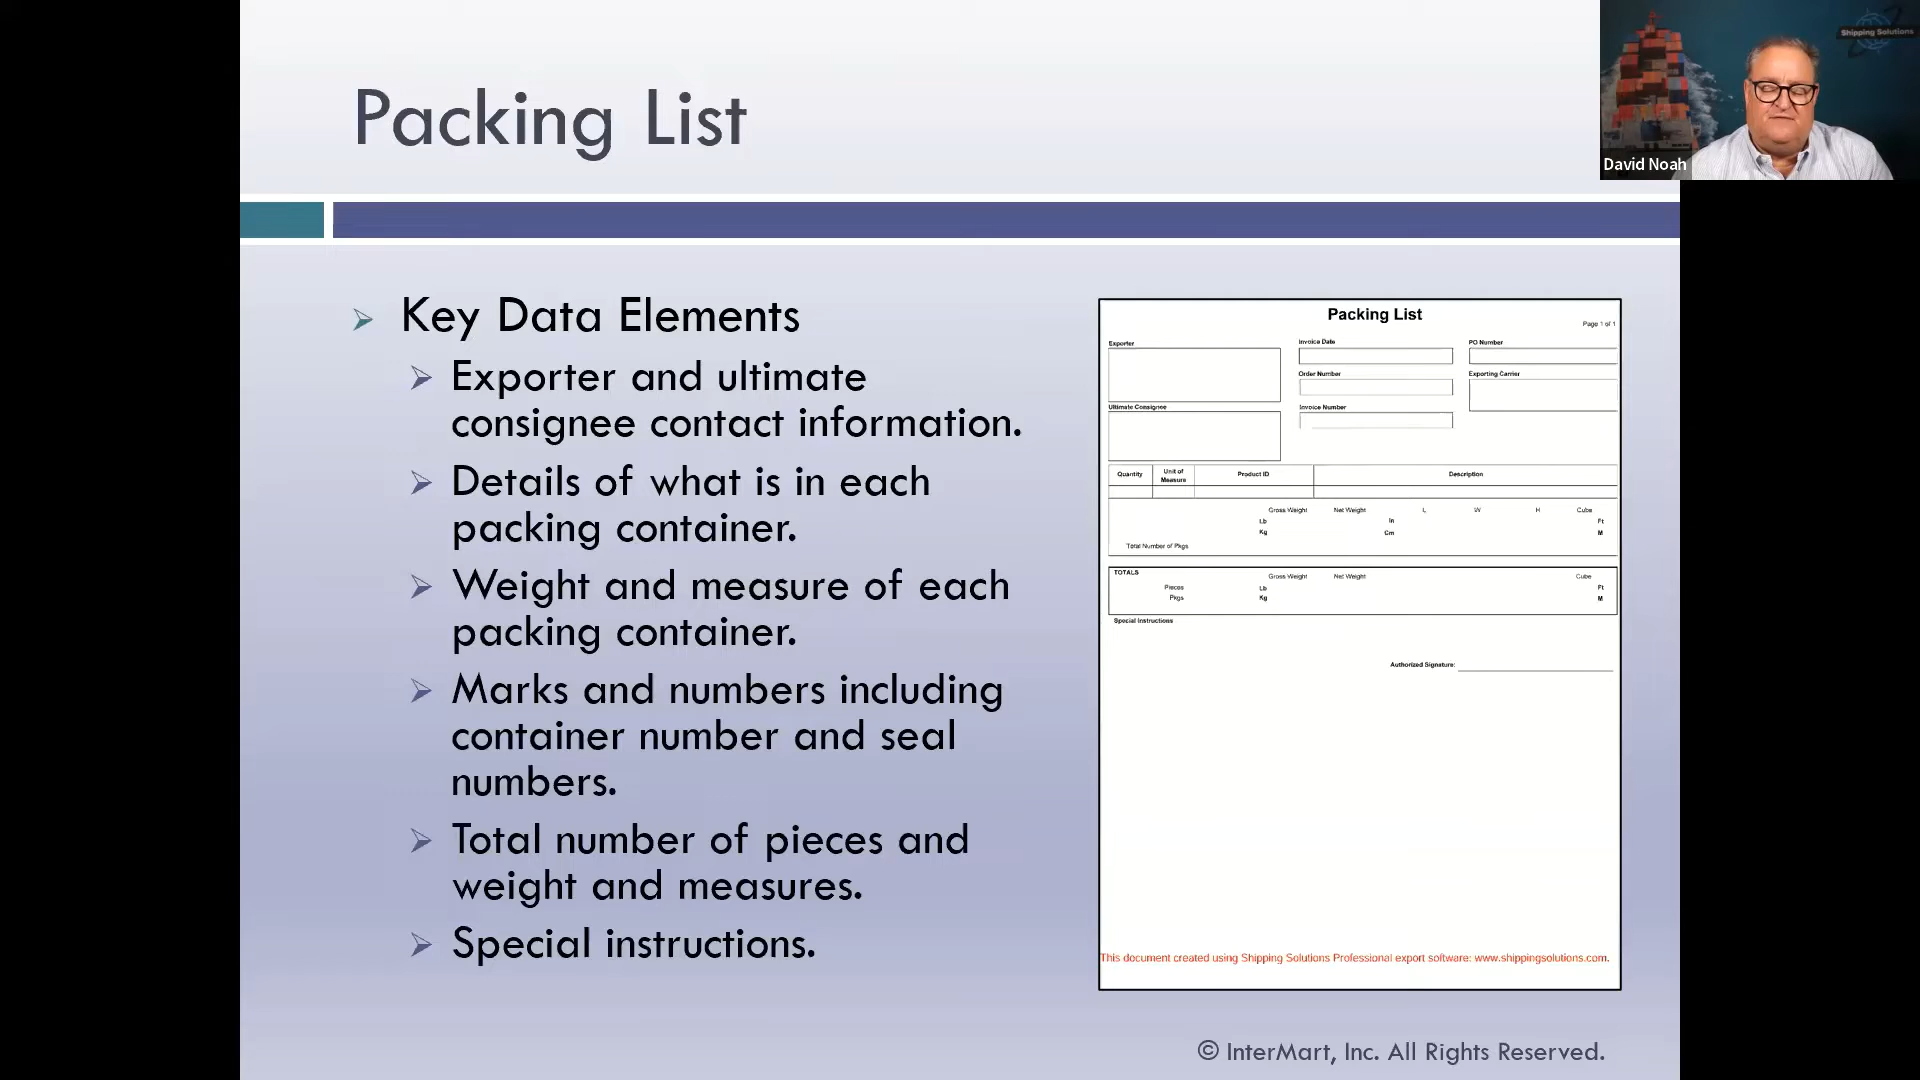 Packing List
Shipping Solutions
David Noah
Key Data Elements
Exporter and ultimate
consignee contact information.
Details of what is in each
packing container.
Weight and measure of each
packing container.
Marks and numbers including
container number and seal
numbers.
Total number of pieces and
weight and measures.
Special instructions.
Packing List
Page 1 of 1
Exporter
Invoice Date
PO Number
Order Number
Exporting Carrier
Ultimate Consignee
Invoice Number
Quantity
Unit of
Measure
Product ID
Description
Gross Weight Net Weight L W H Cube
Lb In Ft
Kg Cm M
Total Number of Pkgs
TOTALS
Gross Weight Net Weight Cube
Pieces Lb Ft
Pkgs Kg M
Special Instructions
Authorized Signature:
This document created using Shipping Solutions Professional export software: www.shippingsolutions.com.
© InterMart, Inc. All Rights Reserved.